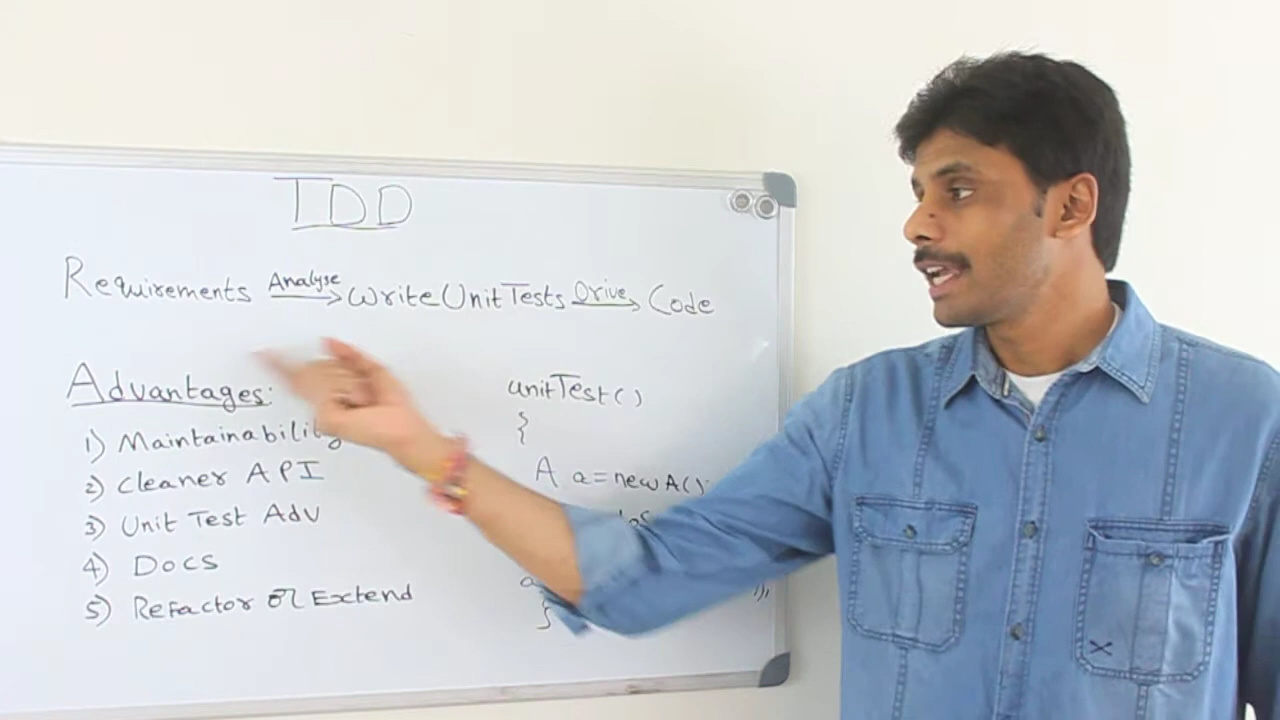 TDD
Requirements Analyse → Write Unit Tests Drive → Code
Advantages:
1) Maintainability
2) Cleaner API
3) Unit Test Adv
4) Docs
5) Refactor or Extend
unitTest()
{
A a = new A();
}